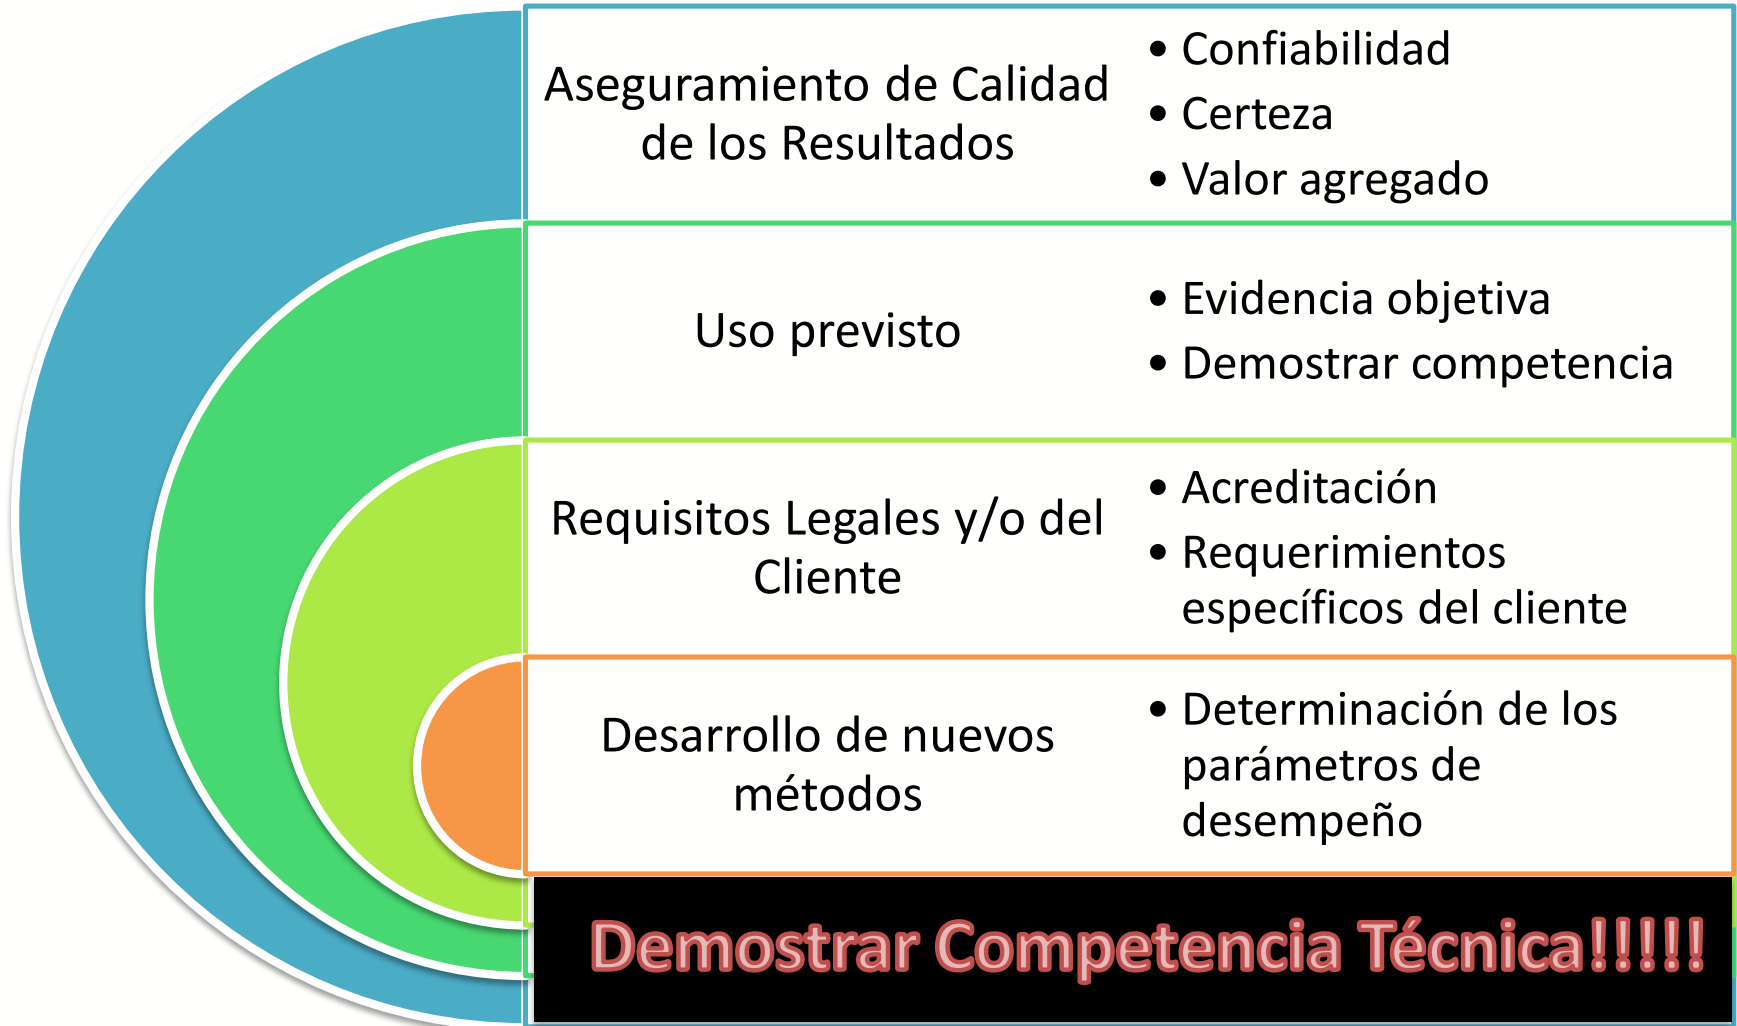 Aseguramiento de Calidad
de los Resultados
• Confiabilidad
• Certeza
• Valor agregado
Uso previsto
• Evidencia objetiva
• Demostrar competencia
Requisitos Legales y/o del
Cliente
• Acreditación
• Requerimientos
específicos del cliente
Desarrollo de nuevos
métodos
• Determinación de los
parámetros de
desempeño
Demostrar Competencia Técnica!!!!!